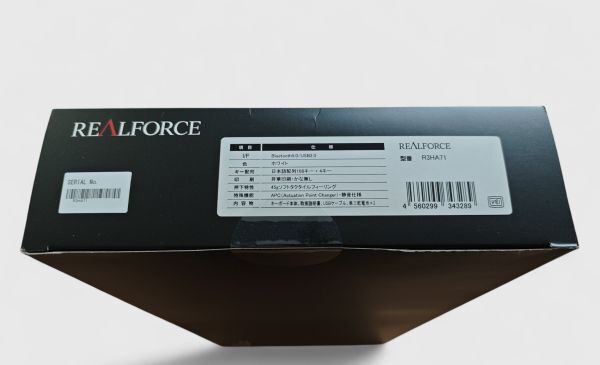 REALFORCE
SERIAL No.
R3HA71
項目 仕様
I/F Bluetooth5.0/USB2.0
色 ホワイト
キー配列 日本語配列108キー+4キー
印刷 昇華印刷・かな無し
押下特性 45gソフトタクタイルフィーリング
特殊機能 APC(Actuation Point Changer)・静音仕様
内容物 キーボード本体、取扱説明書、USBケーブル、単三乾電池×2
REALFORCE
型番 R3HA71
4 560299 343289